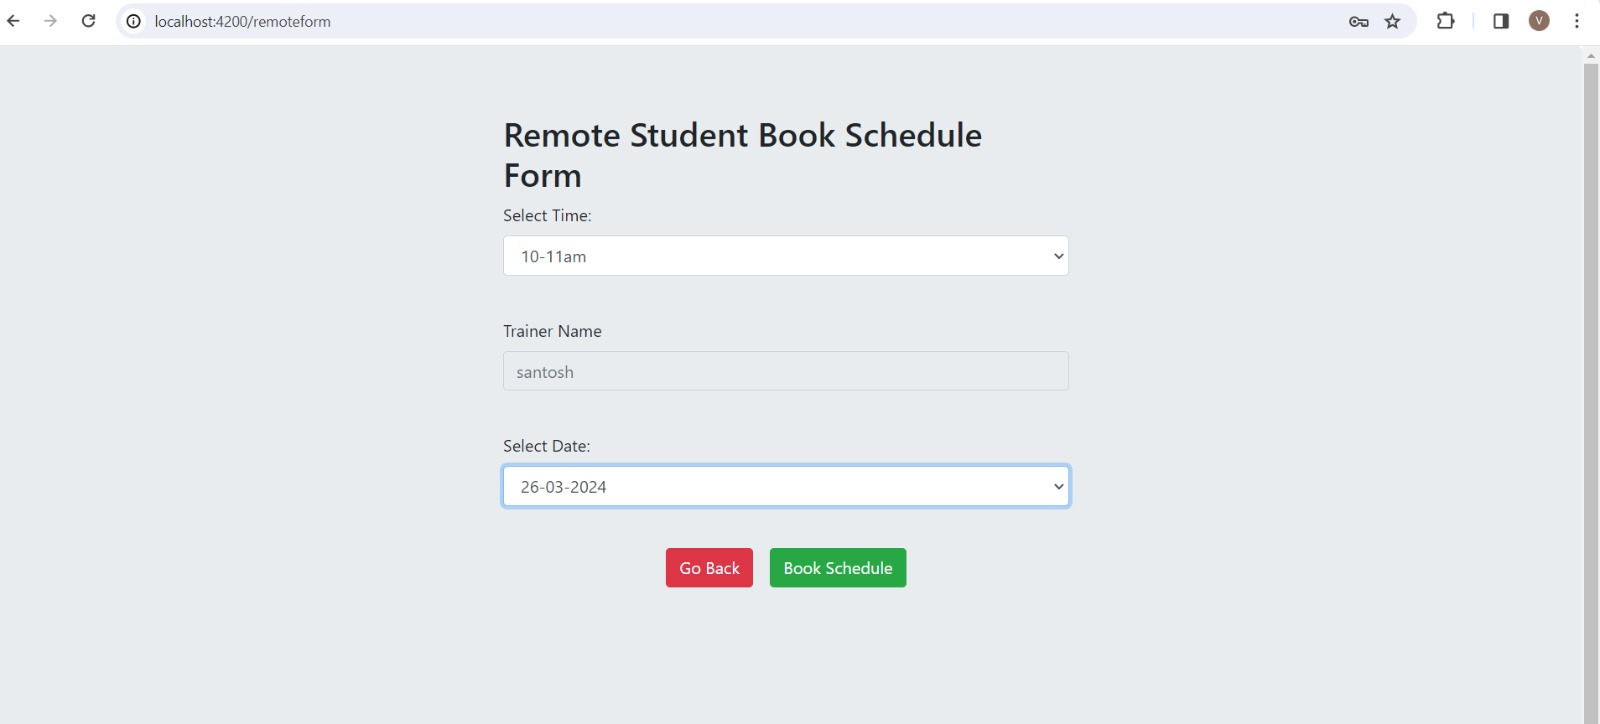 localhost:4200/remoteform
V
Remote Student Book Schedule
Form
Select Time:
10-11am
Trainer Name
santosh
Select Date:
26-03-2024
Go Back Book Schedule